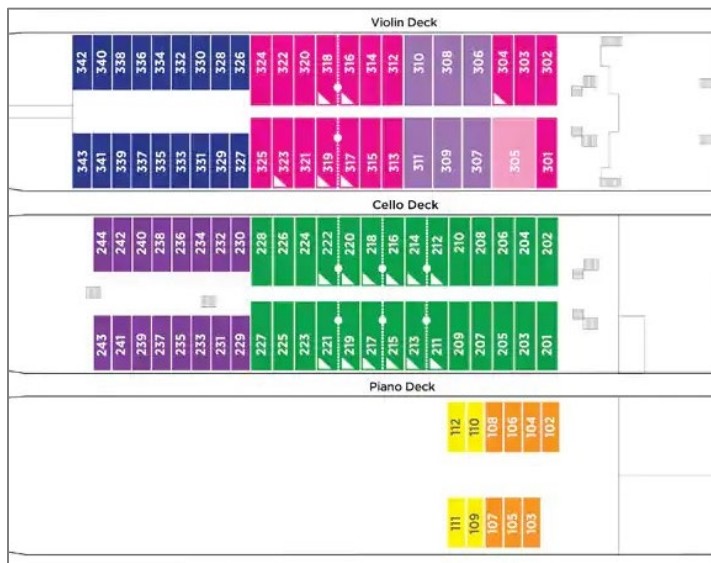 Violin Deck
342 340 338 336 334 332 330 328 326 324 322 320 318 316 314 312 310 308 306 304 303 302
343 341 339 337 335 333 331 329 327 325 323 321 319 317 315 313 311 309 307 305 301
Cello Deck
244 242 240 238 236 234 232 230 228 226 224 222 220 218 216 214 212 210 208 206 204 202
243 241 239 237 235 233 231 229 227 225 223 221 219 217 215 213 211 209 207 205 203 201
Piano Deck
112 110 108 106 104 102
111 109 107 105 103